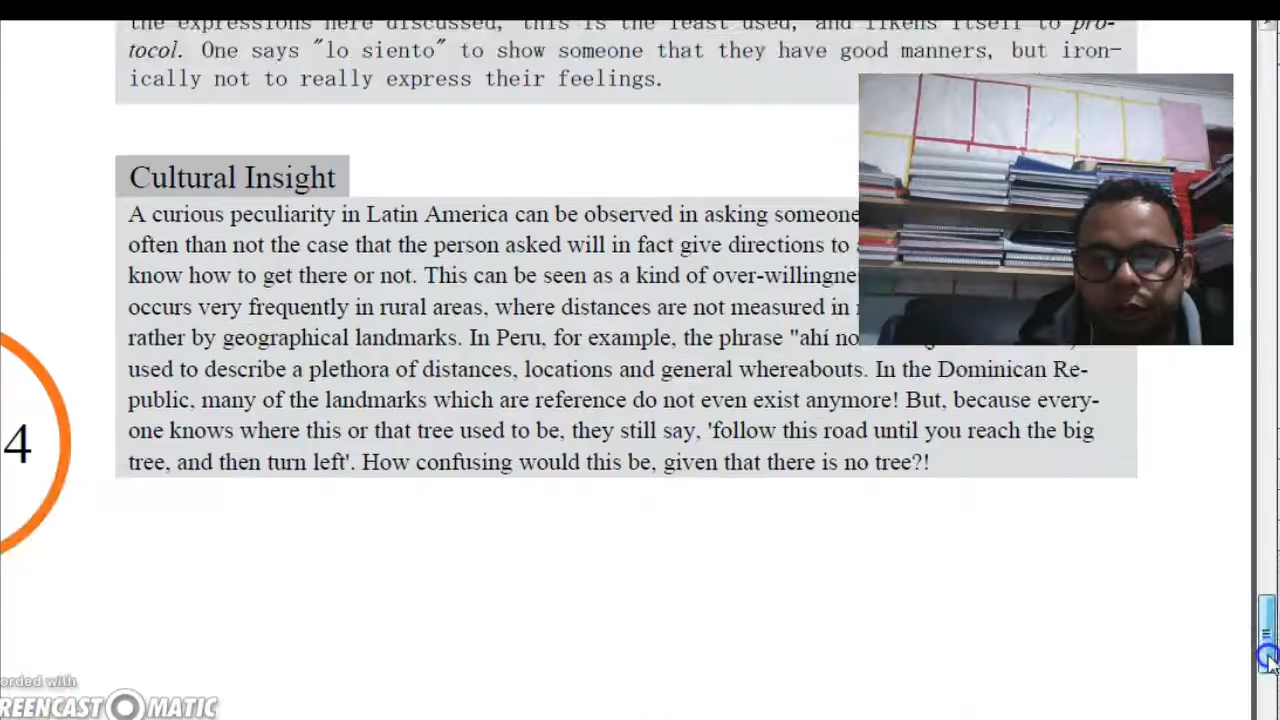 the expressions here discussed, this is the least used, and likens itself to pro-
tocol. One says "lo siento" to show someone that they have good manners, but iron-
ically not to really express their feelings.
Cultural Insight
A curious peculiarity in Latin America can be observed in asking someone
often than not the case that the person asked will in fact give directions to
know how to get there or not. This can be seen as a kind of over-willingne
occurs very frequently in rural areas, where distances are not measured in
rather by geographical landmarks. In Peru, for example, the phrase "ahí no
used to describe a plethora of distances, locations and general whereabouts. In the Dominican Re-
public, many of the landmarks which are reference do not even exist anymore! But, because every-
one knows where this or that tree used to be, they still say, 'follow this road until you reach the big
4
tree, and then turn left'. How confusing would this be, given that there is no tree?!
orded with
REENCAST MATIC